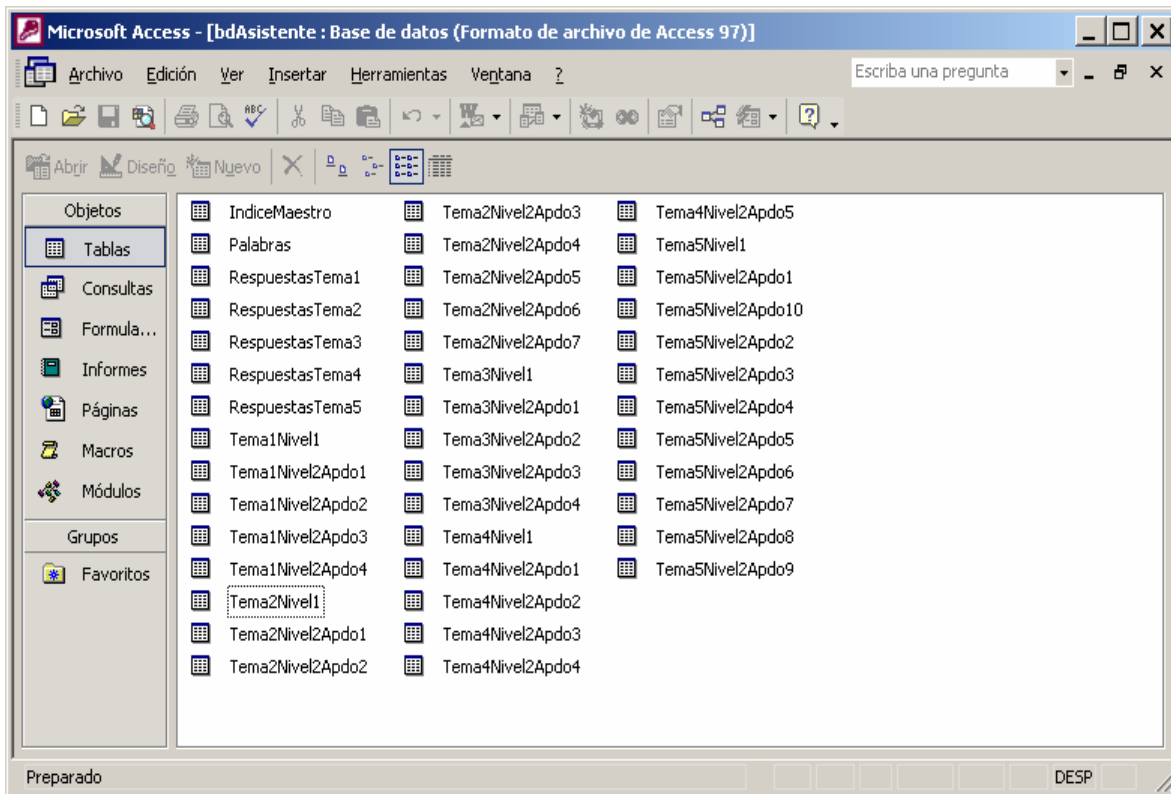 Microsoft Access - [bdAsistente : Base de datos (Formato de archivo de Access 97)]
Archivo Edición Ver Insertar Herramientas Ventana ? Escriba una pregunta
Abrir Diseño Nuevo
Objetos
Tablas
Consultas
Formula...
Informes
Páginas
Macros
Módulos
Grupos
Favoritos
IndiceMaestro
Palabras
RespuestasTema1
RespuestasTema2
RespuestasTema3
RespuestasTema4
RespuestasTema5
Tema1Nivel1
Tema1Nivel2Apdo1
Tema1Nivel2Apdo2
Tema1Nivel2Apdo3
Tema1Nivel2Apdo4
Tema2Nivel1
Tema2Nivel2Apdo1
Tema2Nivel2Apdo2
Tema2Nivel2Apdo3
Tema2Nivel2Apdo4
Tema2Nivel2Apdo5
Tema2Nivel2Apdo6
Tema2Nivel2Apdo7
Tema3Nivel1
Tema3Nivel2Apdo1
Tema3Nivel2Apdo2
Tema3Nivel2Apdo3
Tema3Nivel2Apdo4
Tema4Nivel1
Tema4Nivel2Apdo1
Tema4Nivel2Apdo2
Tema4Nivel2Apdo3
Tema4Nivel2Apdo4
Tema4Nivel2Apdo5
Tema5Nivel1
Tema5Nivel2Apdo1
Tema5Nivel2Apdo10
Tema5Nivel2Apdo2
Tema5Nivel2Apdo3
Tema5Nivel2Apdo4
Tema5Nivel2Apdo5
Tema5Nivel2Apdo6
Tema5Nivel2Apdo7
Tema5Nivel2Apdo8
Tema5Nivel2Apdo9
Preparado DESP